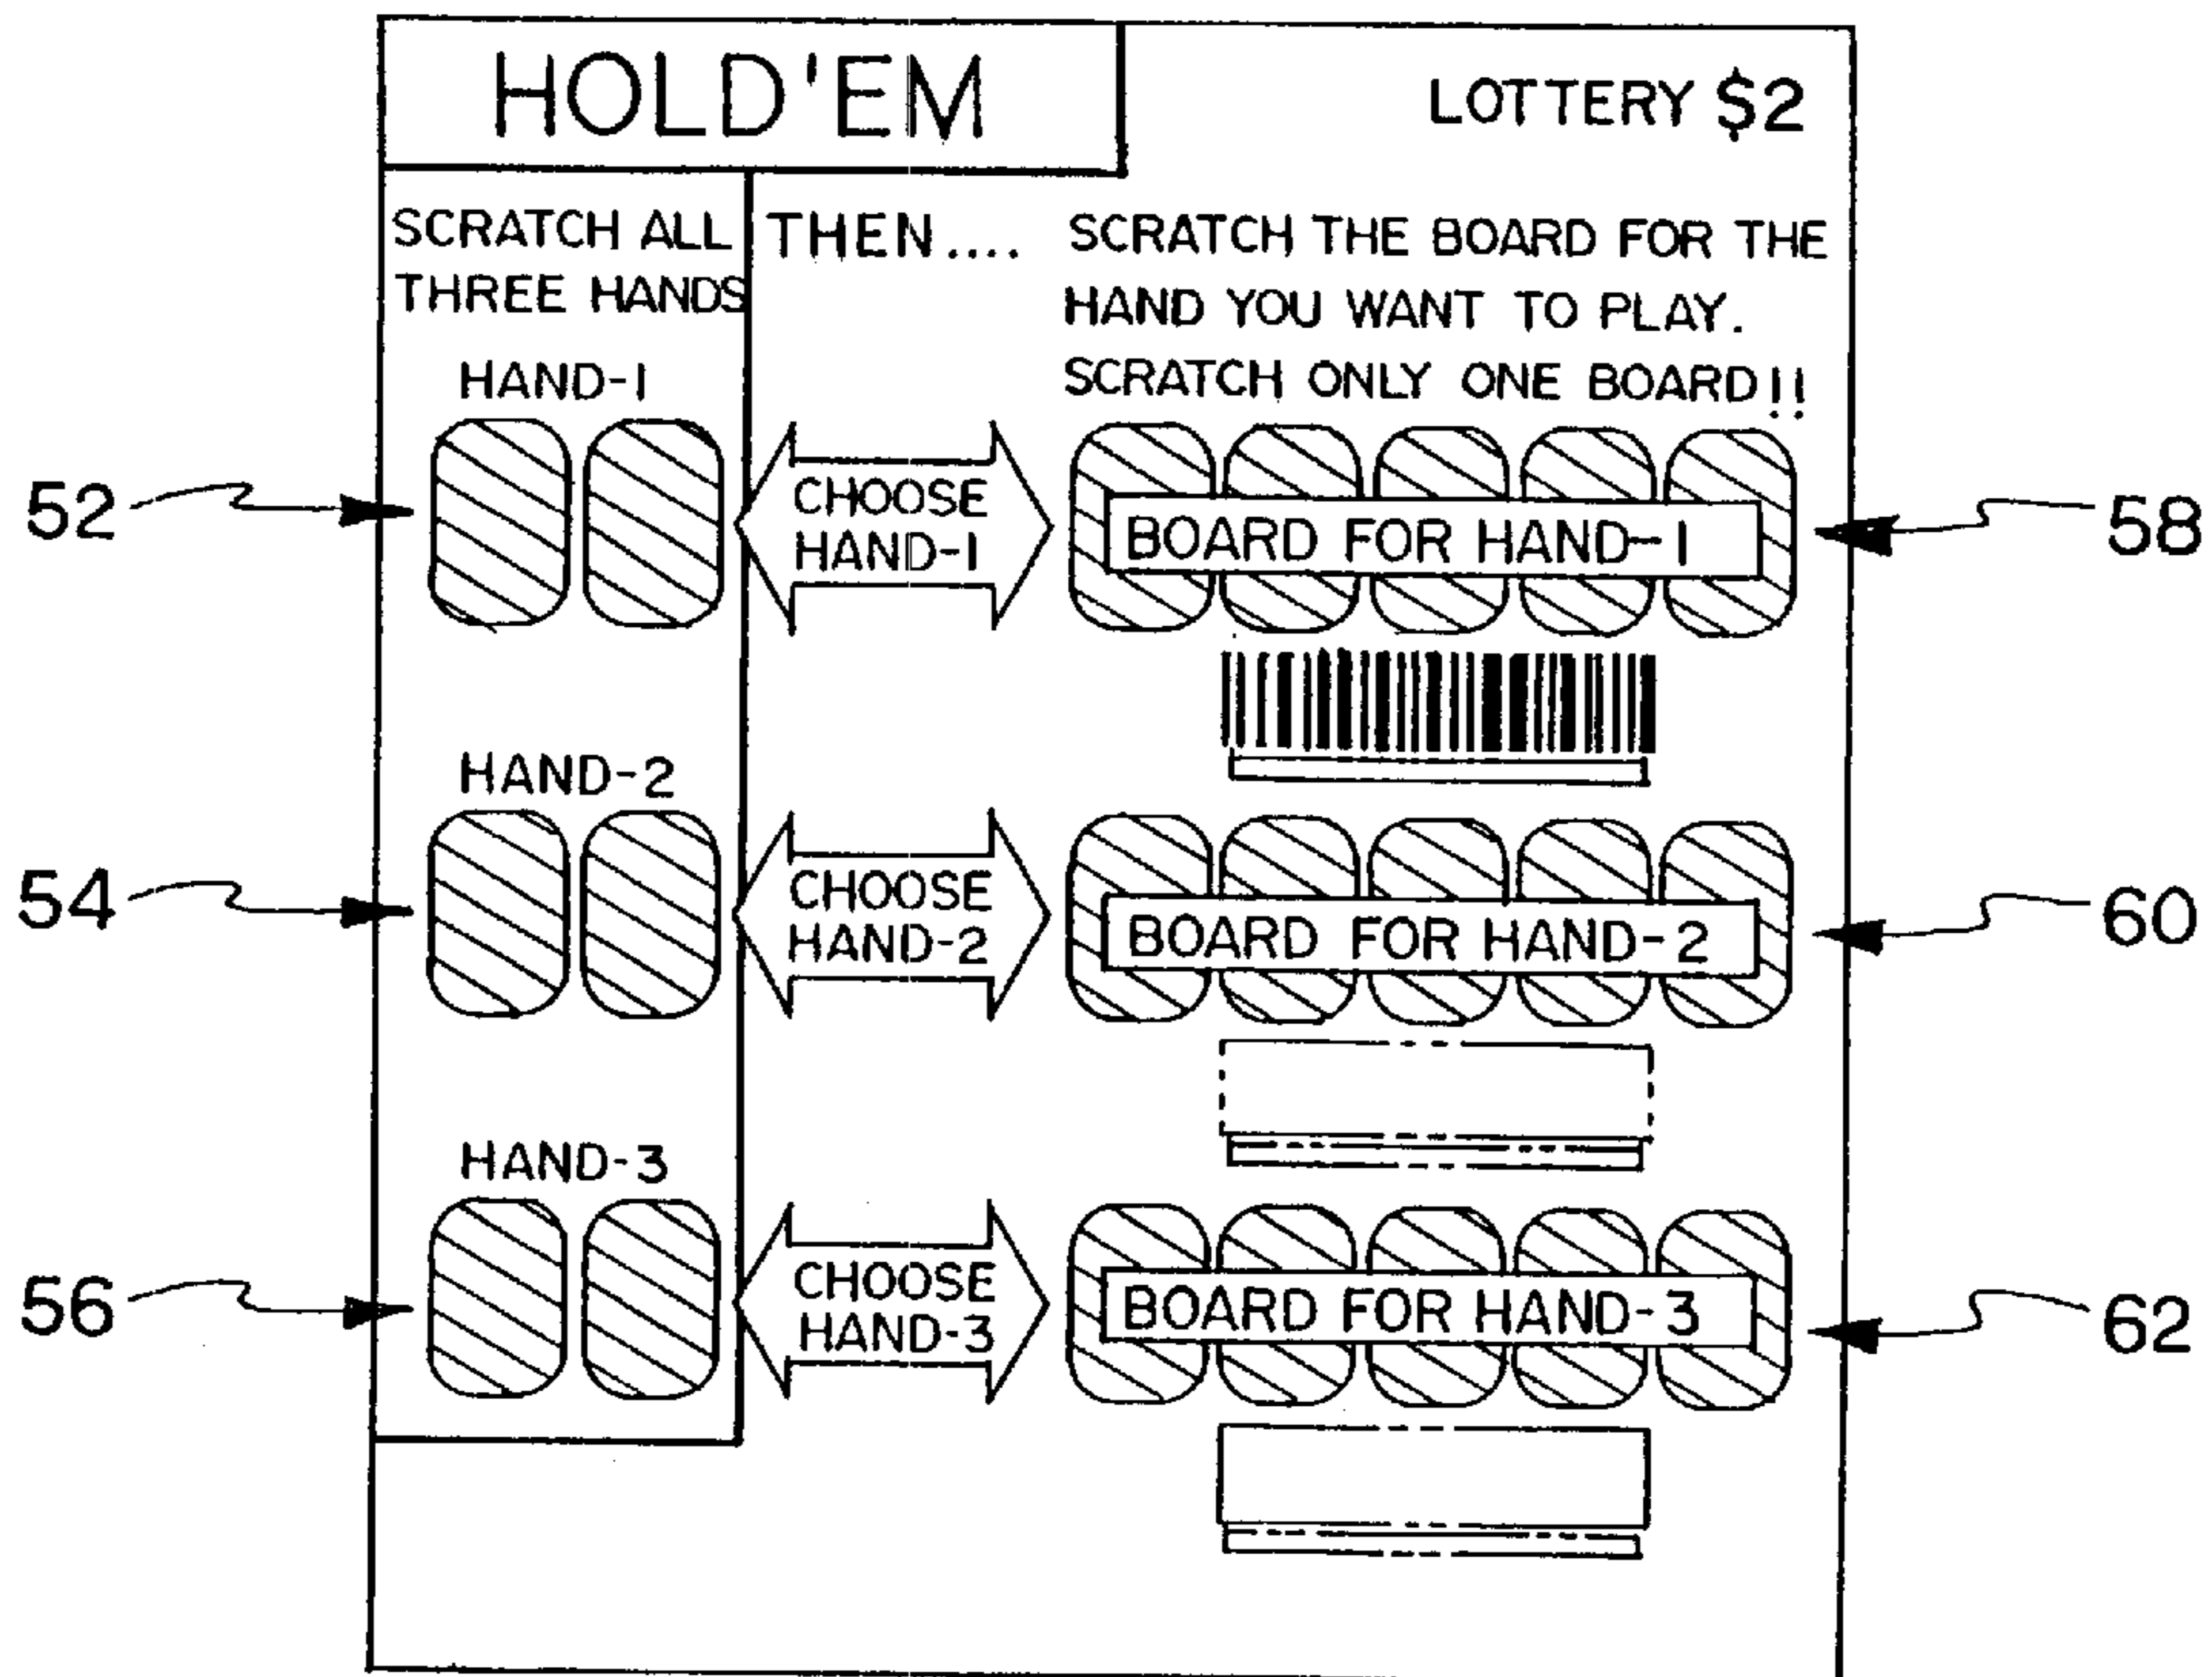 HOLD'EM
LOTTERY $2
SCRATCH ALL
THREE HANDS
THEN....
SCRATCH THE BOARD FOR THE
HAND YOU WANT TO PLAY.
SCRATCH ONLY ONE BOARD!!
HAND-1
52
CHOOSE
HAND-1
BOARD FOR HAND-1
58
HAND-2
54
CHOOSE
HAND-2
BOARD FOR HAND-2
60
HAND-3
56
CHOOSE
HAND-3
BOARD FOR HAND-3
62